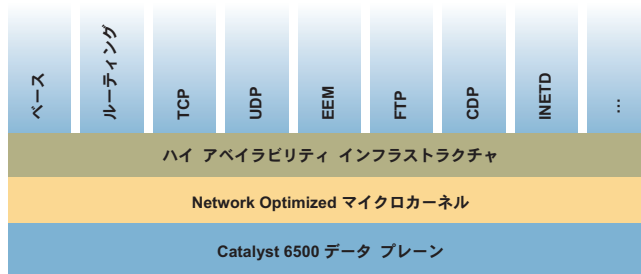 ベース
ルーティング
TCP
UDP
EEM
FTP
CDP
INETD
...
ハイ アベイラビリティ インフラストラクチャ
Network Optimized マイクロカーネル
Catalyst 6500 データ プレーン